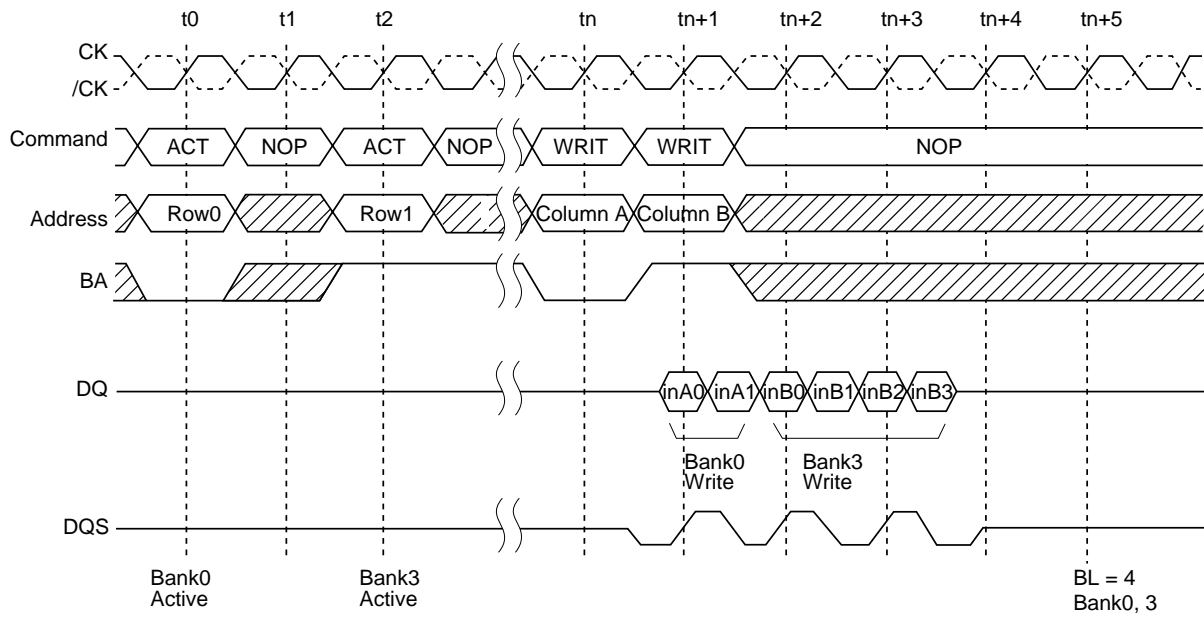 t0 t1 t2 tn tn+1 tn+2 tn+3 tn+4 tn+5
CK
/CK
Command ACT NOP ACT NOP WRIT WRIT NOP
Address Row0 Row1 Column A Column B
BA
DQ inA0 inA1 inB0 inB1 inB2 inB3
Bank0 Bank3
Write Write
DQS
Bank0 Bank3 BL = 4
Active Active Bank0, 3